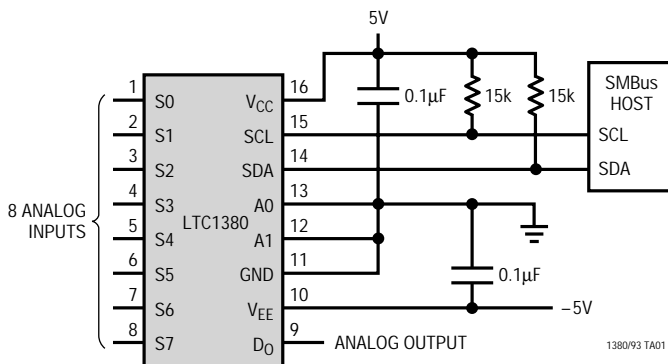 5V
1 S0
2 S1
3 S2
4 S3
5 S4
6 S5
7 S6
8 S7
8 ANALOG
INPUTS
LTC1380
VCC 16
SCL 15
SDA 14
A0 13
A1 12
GND 11
VEE 10
DO 9
0.1µF
15k
15k
SMBus
HOST
SCL
SDA
0.1µF
–5V
ANALOG OUTPUT
1380/93 TA01